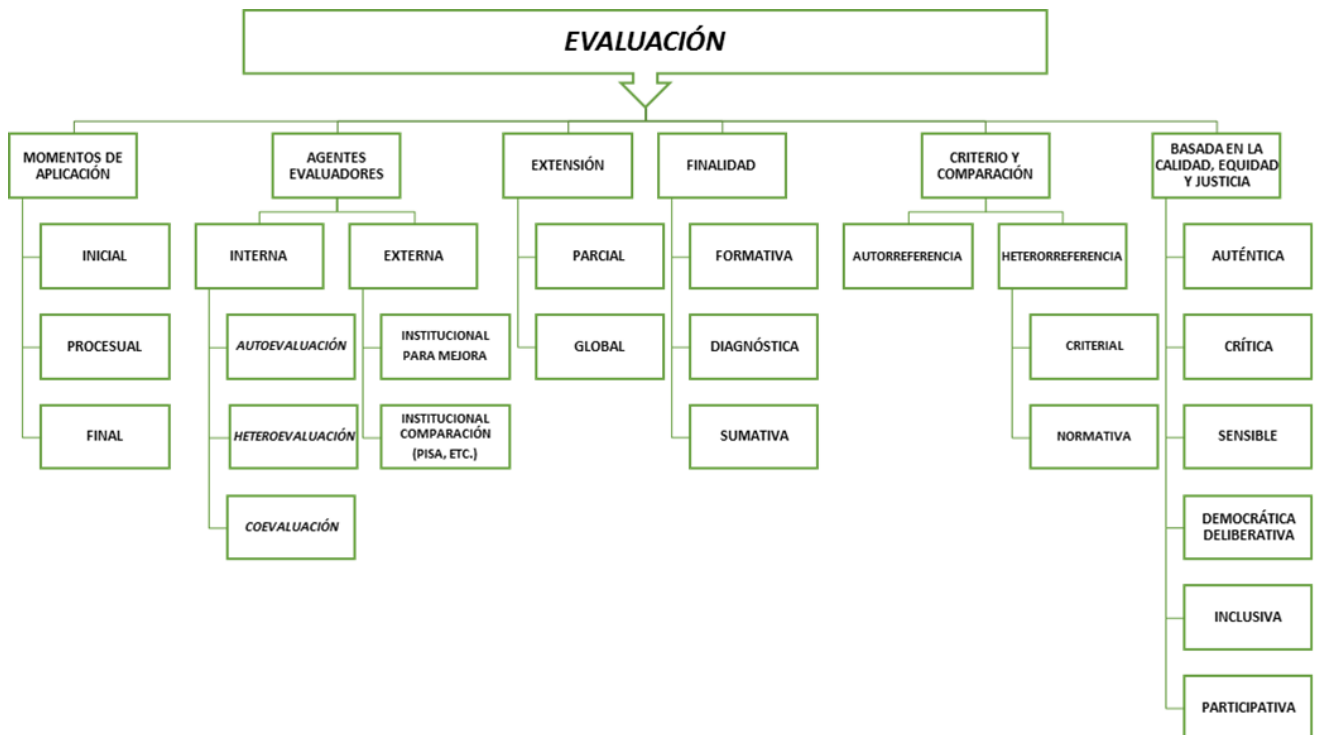 EVALUACIÓN
MOMENTOS DE
APLICACIÓN
INICIAL
PROCESUAL
FINAL
AGENTES
EVALUADORES
INTERNA
AUTOEVALUACIÓN
HETEROEVALUACIÓN
COEVALUACIÓN
EXTERNA
INSTITUCIONAL
PARA MEJORA
INSTITUCIONAL
COMPARACIÓN
(PISA, ETC.)
EXTENSIÓN
PARCIAL
GLOBAL
FINALIDAD
FORMATIVA
DIAGNÓSTICA
SUMATIVA
CRITERIO Y
COMPARACIÓN
AUTORREFERENCIA
HETERORREFERENCIA
CRITERIAL
NORMATIVA
BASADA EN LA
CALIDAD, EQUIDAD
Y JUSTICIA
AUTÉNTICA
CRÍTICA
SENSIBLE
DEMOCRÁTICA
DELIBERATIVA
INCLUSIVA
PARTICIPATIVA